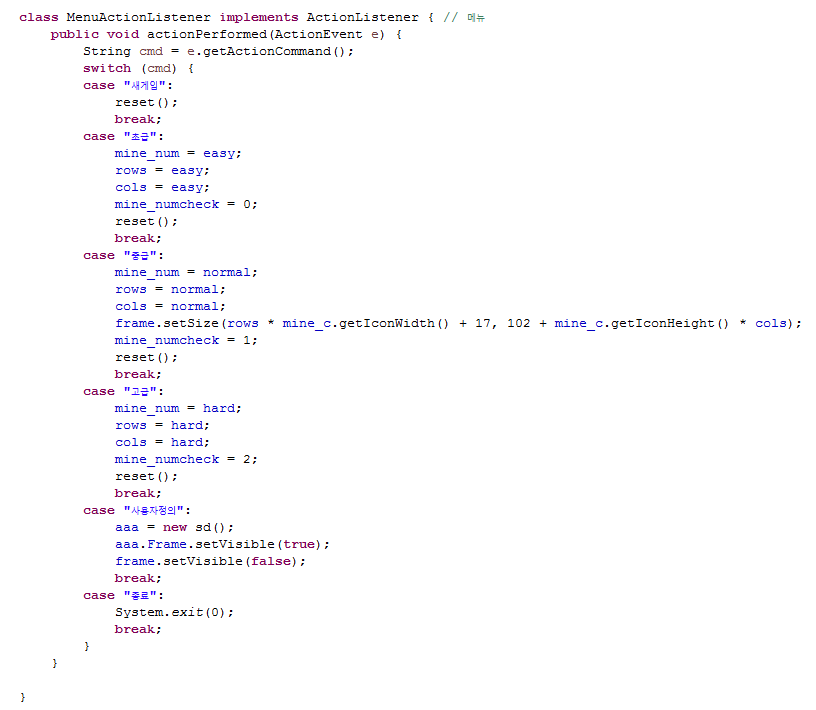 class MenuActionListener implements ActionListener { // 메뉴
    public void actionPerformed(ActionEvent e) {
        String cmd = e.getActionCommand();
        switch (cmd) {
        case "새게임":
            reset();
            break;
        case "초급":
            mine_num = easy;
            rows = easy;
            cols = easy;
            mine_numcheck = 0;
            reset();
            break;
        case "중급":
            mine_num = normal;
            rows = normal;
            cols = normal;
            frame.setSize(rows * mine_c.getIconWidth() + 17, 102 + mine_c.getIconHeight() * cols);
            mine_numcheck = 1;
            reset();
            break;
        case "고급":
            mine_num = hard;
            rows = hard;
            cols = hard;
            mine_numcheck = 2;
            reset();
            break;
        case "사용자정의":
            aaa = new sd();
            aaa.Frame.setVisible(true);
            frame.setVisible(false);
            break;
        case "종료":
            System.exit(0);
            break;
        }
    }
}